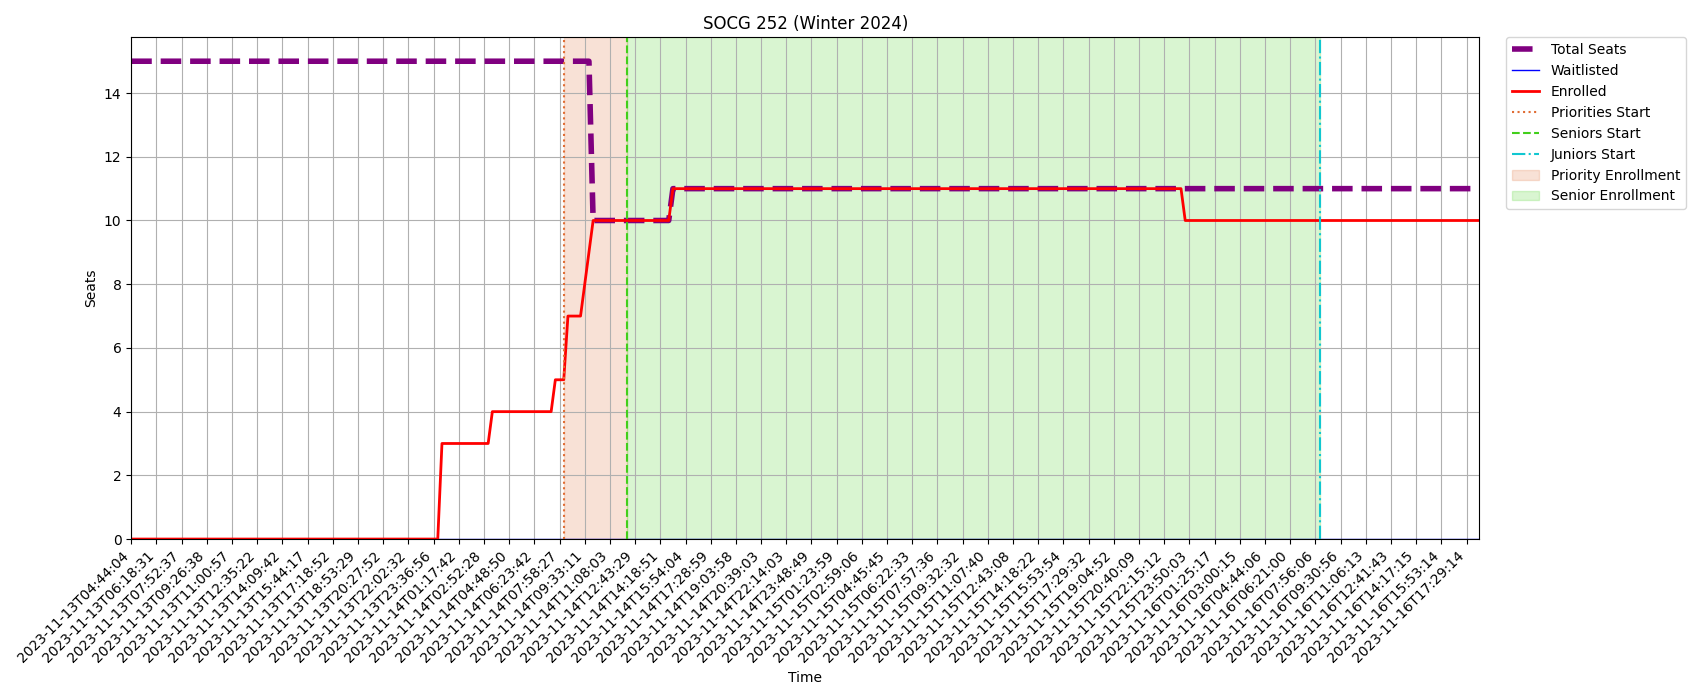 SOCG 252 (Winter 2024)
Total Seats
Waitlisted
Enrolled
Priorities Start
Seniors Start
Juniors Start
Priority Enrollment
Senior Enrollment
Seats
14
12
10
8
6
4
2
0
2023-11-13T04:44:04
2023-11-13T06:18:31
2023-11-13T07:52:37
2023-11-13T09:26:38
2023-11-13T11:00:57
2023-11-13T12:35:22
2023-11-13T14:09:42
2023-11-13T15:44:17
2023-11-13T17:18:52
2023-11-13T18:53:29
2023-11-13T20:27:52
2023-11-13T22:02:32
2023-11-13T23:36:56
2023-11-14T01:17:42
2023-11-14T02:52:28
2023-11-14T04:48:50
2023-11-14T06:23:42
2023-11-14T07:58:27
2023-11-14T09:33:11
2023-11-14T11:08:03
2023-11-14T12:43:29
2023-11-14T14:18:51
2023-11-14T15:54:04
2023-11-14T17:28:59
2023-11-14T19:03:58
2023-11-14T20:39:03
2023-11-14T22:14:03
2023-11-14T23:48:49
2023-11-15T01:23:59
2023-11-15T02:59:06
2023-11-15T04:45:45
2023-11-15T06:22:33
2023-11-15T07:57:36
2023-11-15T09:32:32
2023-11-15T11:07:40
2023-11-15T12:43:08
2023-11-15T14:18:22
2023-11-15T15:53:54
2023-11-15T17:29:32
2023-11-15T19:04:52
2023-11-15T20:40:09
2023-11-15T22:15:12
2023-11-15T23:50:03
2023-11-16T01:25:17
2023-11-16T03:00:15
2023-11-16T04:44:06
2023-11-16T06:21:00
2023-11-16T07:56:06
2023-11-16T09:30:56
2023-11-16T11:06:13
2023-11-16T12:41:43
2023-11-16T14:17:15
2023-11-16T15:53:14
2023-11-16T17:29:14
Time